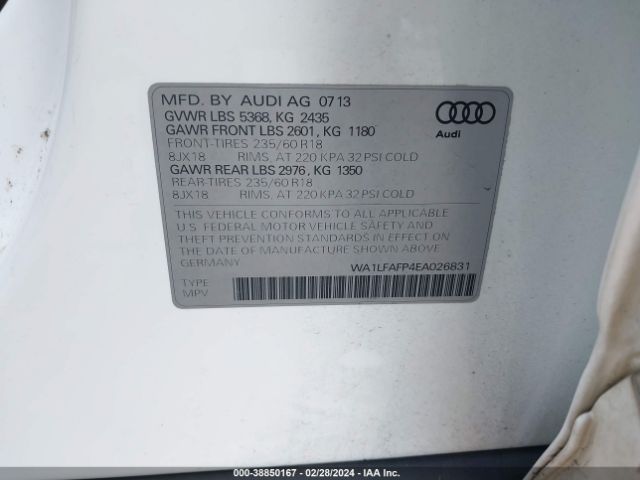 MFD. BY AUDI AG 0713
GVWR LBS 5368, KG 2435
GAWR FRONT LBS 2601, KG 1180
FRONT-TIRES 235/60 R18
8JX18 RIMS, AT 220 KPA 32 PSI COLD
GAWR REAR LBS 2976, KG 1350
REAR-TIRES 235/60 R18
8JX18 RIMS, AT 220 KPA 32 PSI COLD
Audi
THIS VEHICLE CONFORMS TO ALL APPLICABLE
U.S. FEDERAL MOTOR VEHICLE SAFETY AND
THEFT PREVENTION STANDARDS IN EFFECT ON
THE DATE OF MANUFACTURE SHOWN ABOVE.
GERMANY
WA1LFAFP4EA026831
TYPE
MPV
000-38850167 - 02/28/2024 - IAA Inc.